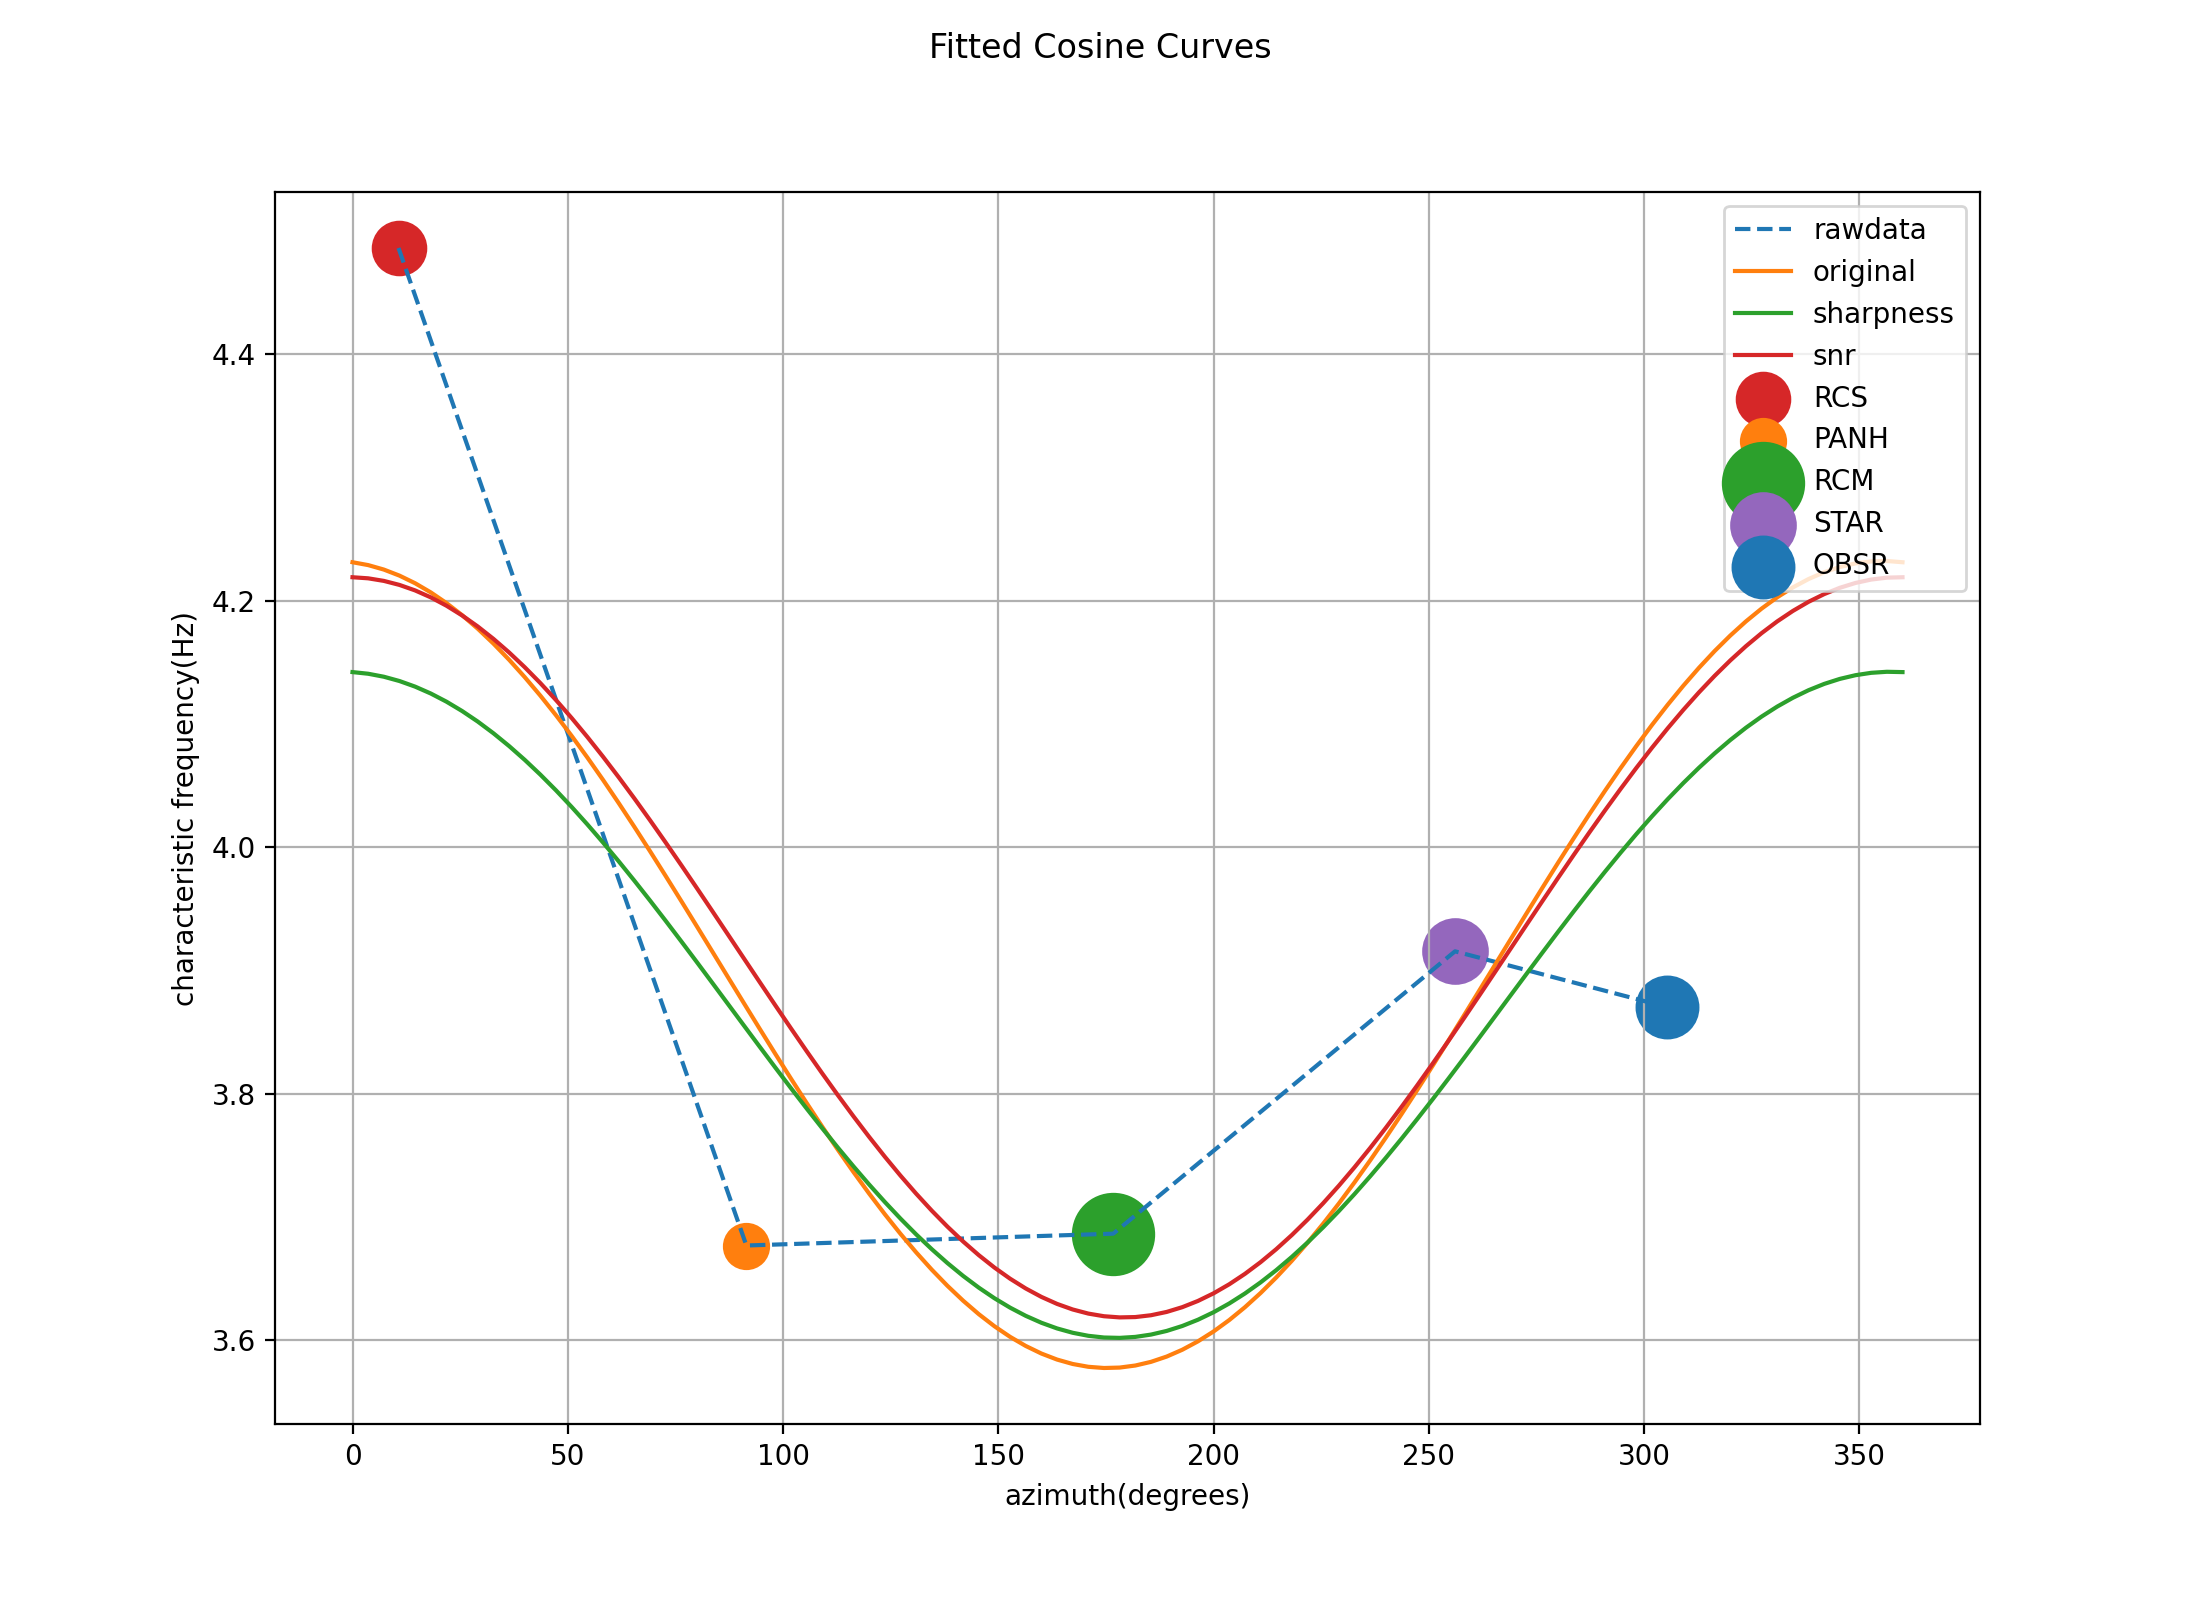 Fitted Cosine Curves
characteristic frequency(Hz)
4.4
4.2
4.0
3.8
3.6
rawdata
original
sharpness
snr
RCS
PANH
RCM
STAR
OBSR
0 50 100 150 200 250 300 350
azimuth(degrees)